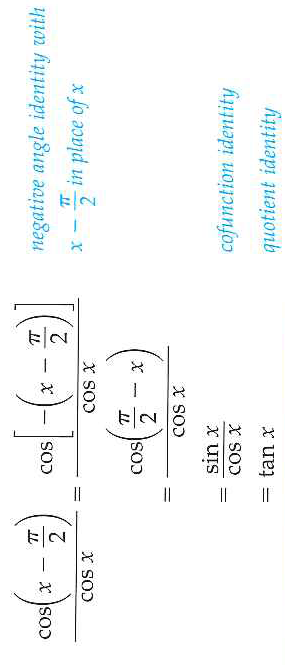 cos(x − π/2)/cos x = cos[−(x − π/2)]/cos x negative angle identity with
x − π/2 in place of x
= cos(π/2 − x)/cos x
= sin x/cos x cofunction identity
= tan x quotient identity